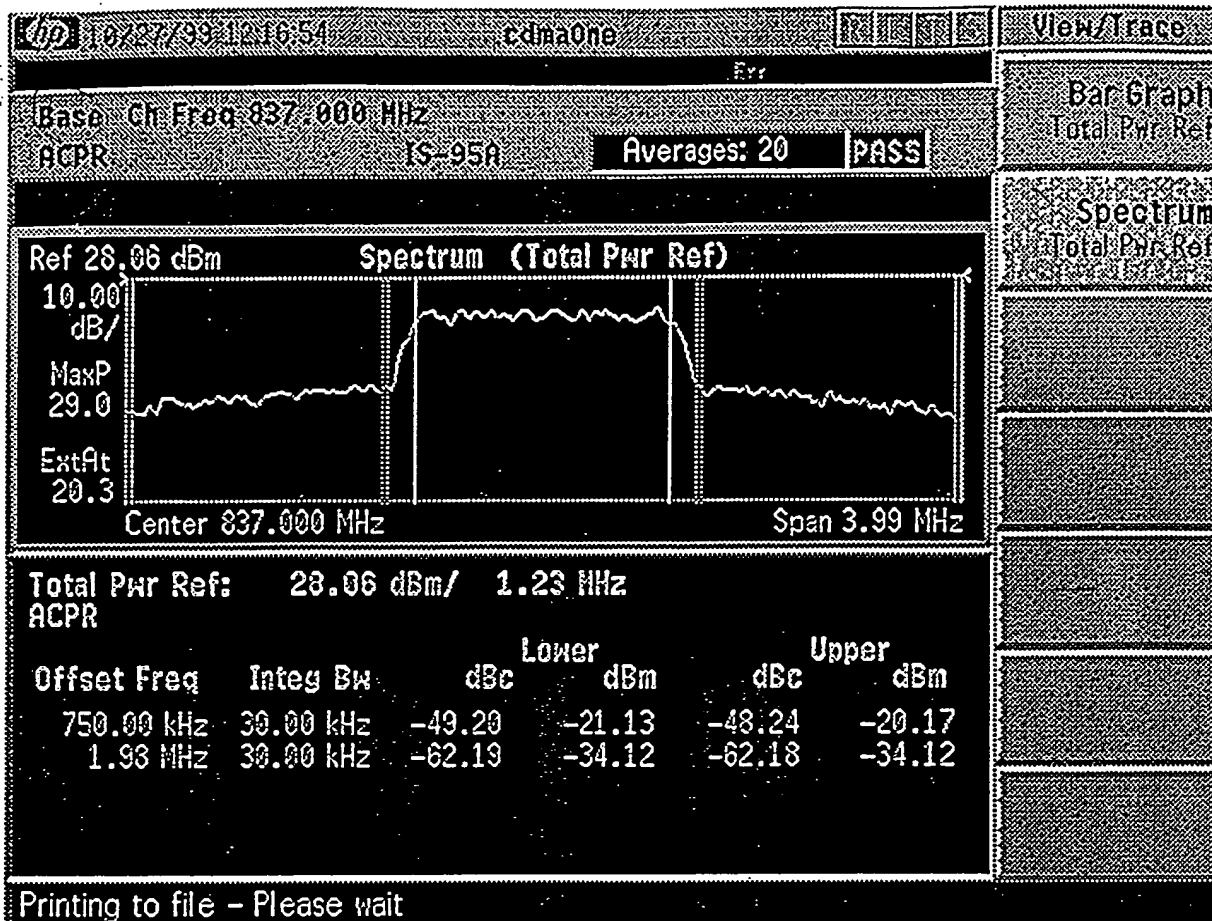 hp 10/27/99 12:16:54 cdmaOne R L T S View/Trace
Err
Base Ch Freq 837.000 MHz
ACPR IS-95A Averages: 20 PASS
Bar Graph
Total Pwr Ref
Spectrum
Total Pwr Ref
Ref 28.06 dBm Spectrum (Total Pwr Ref)
10.00
dB/
MaxP
29.0
ExtAt
20.3
Center 837.000 MHz Span 3.99 MHz
Total Pwr Ref: 28.06 dBm/ 1.23 MHz
ACPR
Lower Upper
Offset Freq Integ Bw dBc dBm dBc dBm
750.00 kHz 30.00 kHz -49.20 -21.13 -48.24 -20.17
1.98 MHz 30.00 kHz -62.19 -34.12 -62.18 -34.12
Printing to file - Please wait